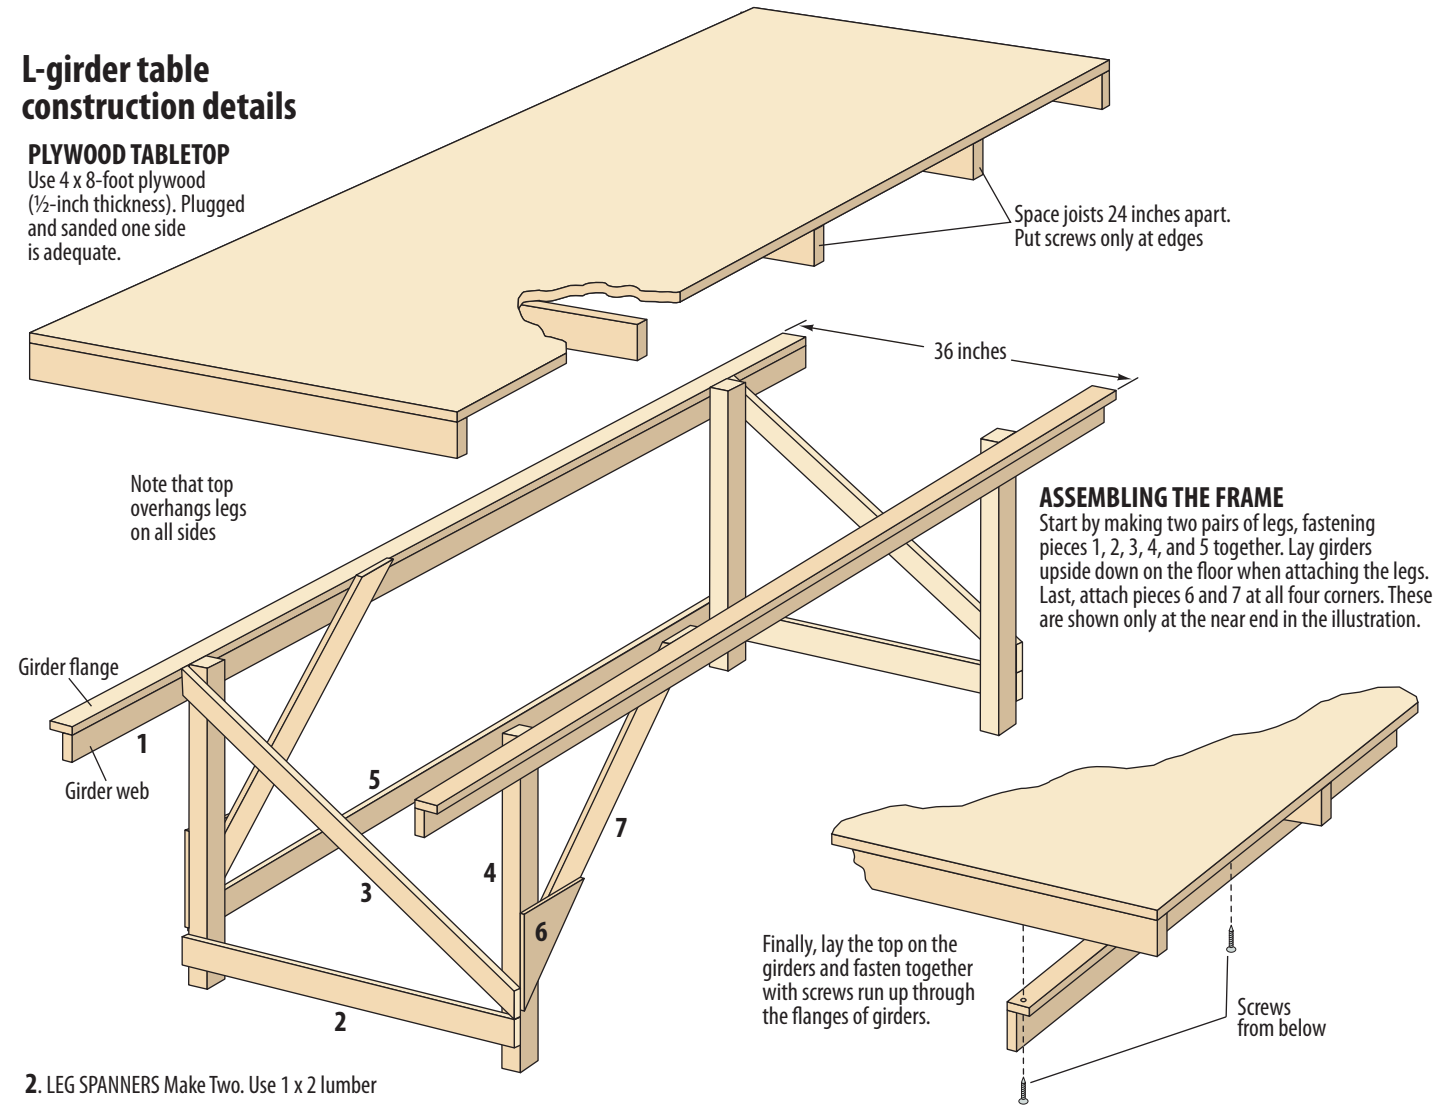 L-girder table
construction details
PLYWOOD TABLETOP
Use 4 x 8-foot plywood
(½-inch thickness). Plugged
and sanded one side
is adequate.
Space joists 24 inches apart.
Put screws only at edges
36 inches
Note that top
overhangs legs
on all sides
ASSEMBLING THE FRAME
Start by making two pairs of legs, fastening
pieces 1, 2, 3, 4, and 5 together. Lay girders
upside down on the floor when attaching the legs.
Last, attach pieces 6 and 7 at all four corners. These
are shown only at the near end in the illustration.
Girder flange
1
Girder web
5
7
4
3
6
2
Finally, lay the top on the
girders and fasten together
with screws run up through
the flanges of girders.
Screws
from below
2. LEG SPANNERS Make Two. Use 1 x 2 lumber